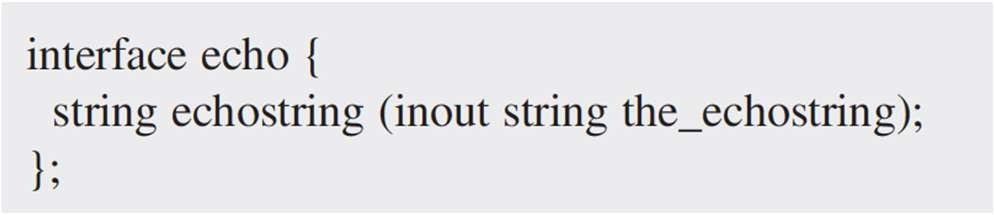 interface echo {
string echostring (inout string the_echostring);
};